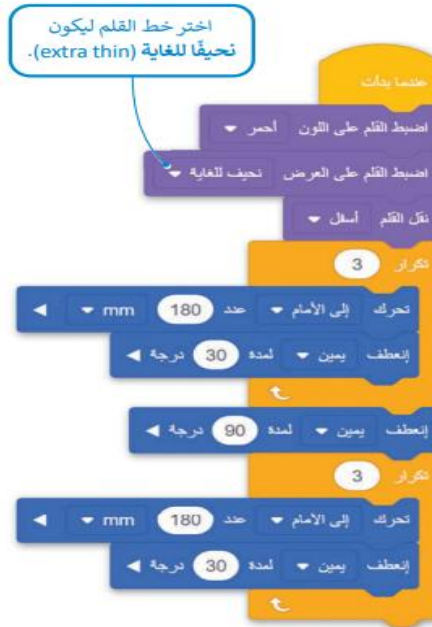 اختر خط القلم ليكون
نحيفًا للغاية (extra thin).
عندما بدأت
اضبط القلم على اللون أحمر
اضبط القلم على العرض نحيف للغاية
نقل القلم أسفل
تكرار 3
تحرك إلى الأمام عند 180 mm
إنعطف يمين لمدة 30 درجة
إنعطف يمين لمدة 90 درجة
تكرار 3
تحرك إلى الأمام عند 180 mm
إنعطف يمين لمدة 30 درجة